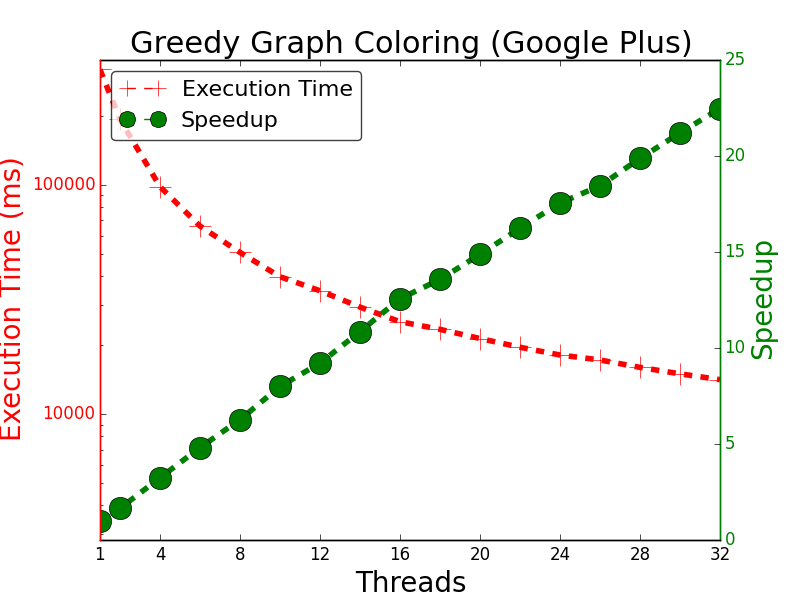 Greedy Graph Coloring (Google Plus)
Execution Time
Speedup
Execution Time (ms)
100000
10000
25
20
15
10
5
0
Speedup
1 4 8 12 16 20 24 28 32
Threads